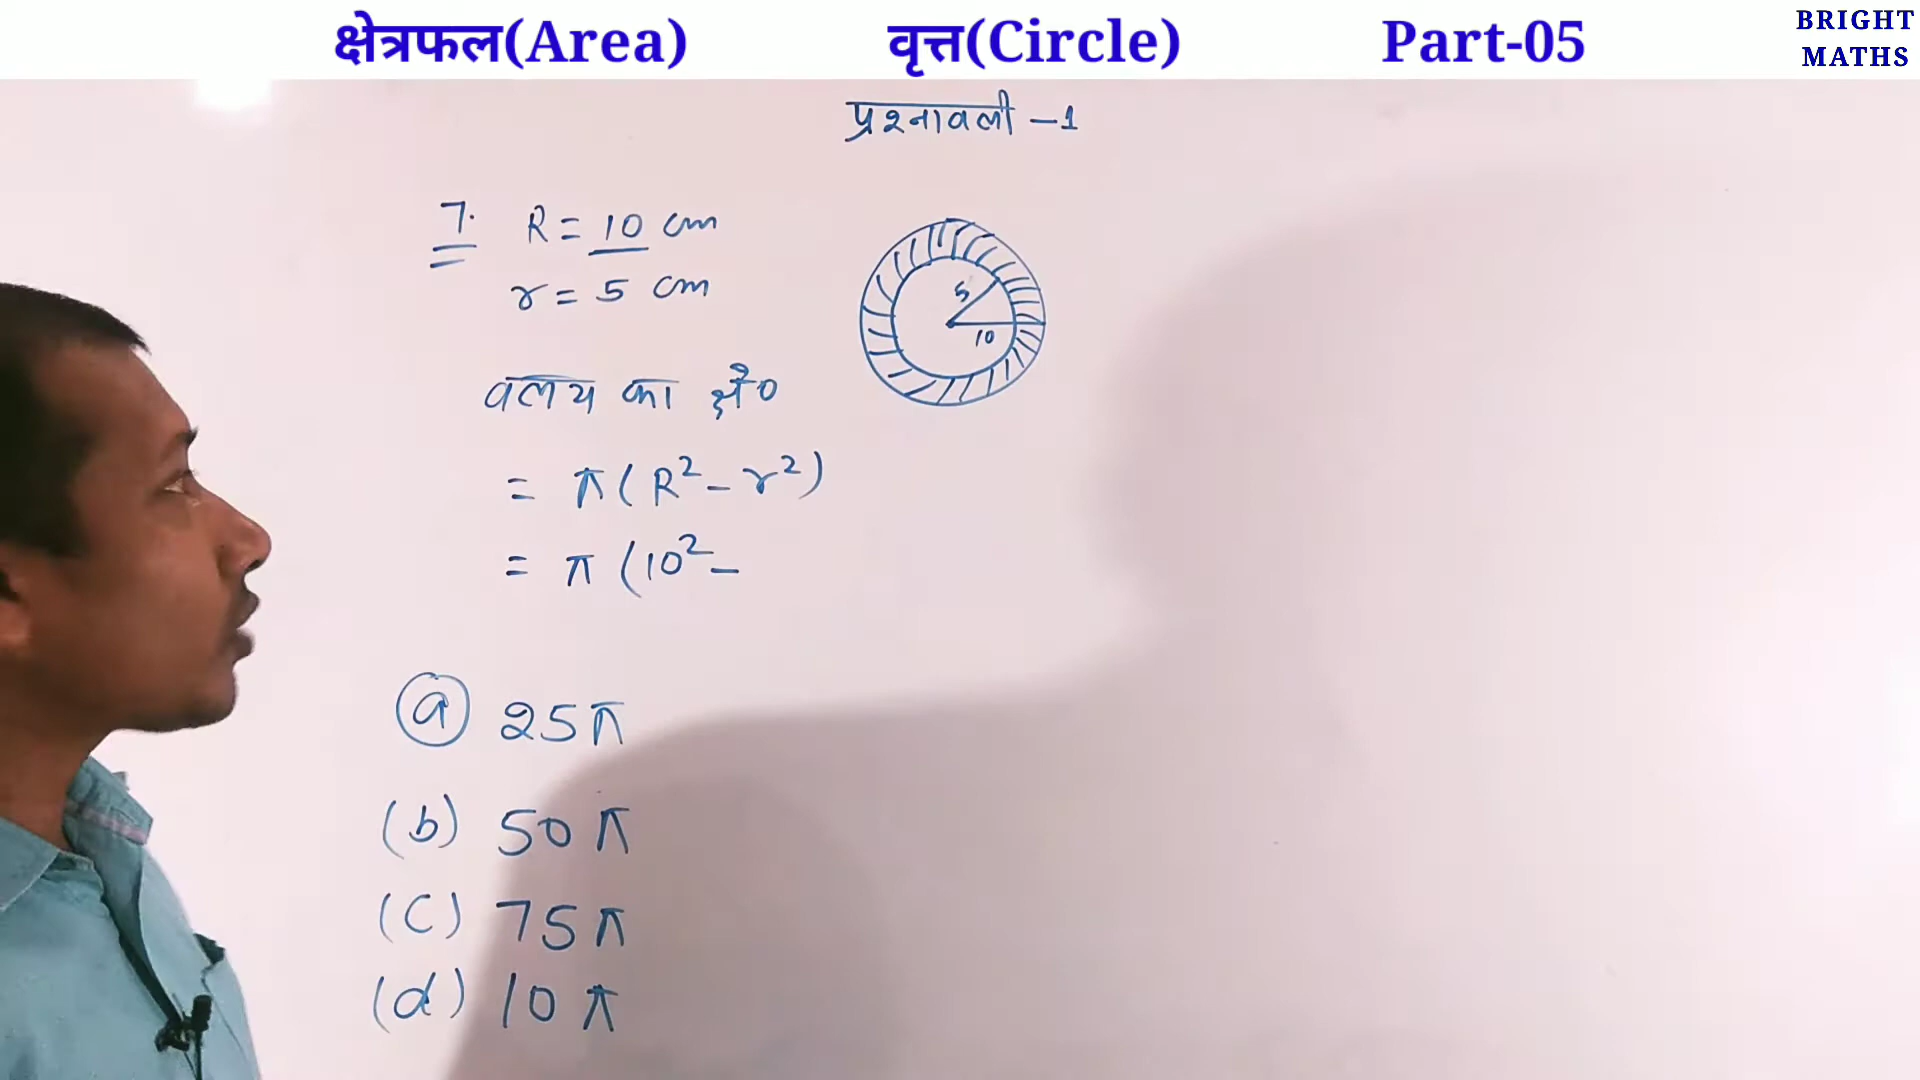 क्षेत्रफल(Area) वृत्त(Circle) Part-05
BRIGHT
MATHS
प्रश्नावली -1
7. R = 10 cm
r = 5 cm
5
10
वलय का क्षे०
= π(R² - r²)
= π (10² -
(a) 25π
(b) 50π
(c) 75π
(d) 10π